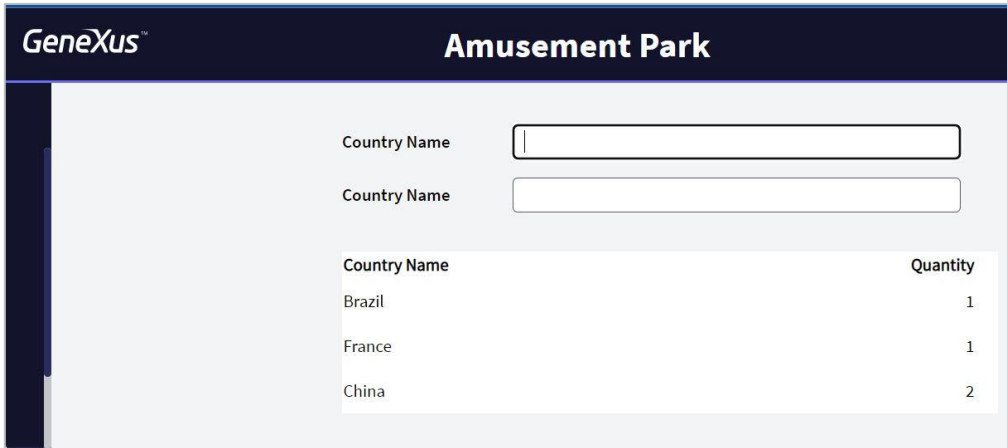 GeneXus™
Amusement Park
Country Name
Country Name
Country Name Quantity
Brazil 1
France 1
China 2